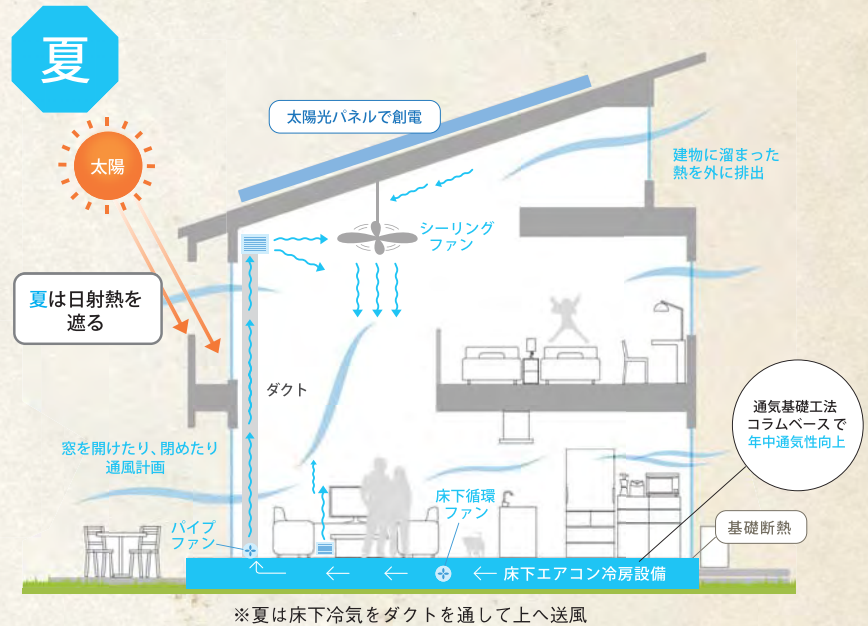 夏
太陽
太陽光パネルで創電
建物に溜まった
熱を外に排出
シーリング
ファン
夏は日射熱を
遮る
ダクト
通気基礎工法
コラムベースで
年中通気性向上
窓を開けたり、閉めたり
通風計画
パイプ
ファン
床下循環
ファン
基礎断熱
床下エアコン冷房設備
※夏は床下冷気をダクトを通して上へ送風